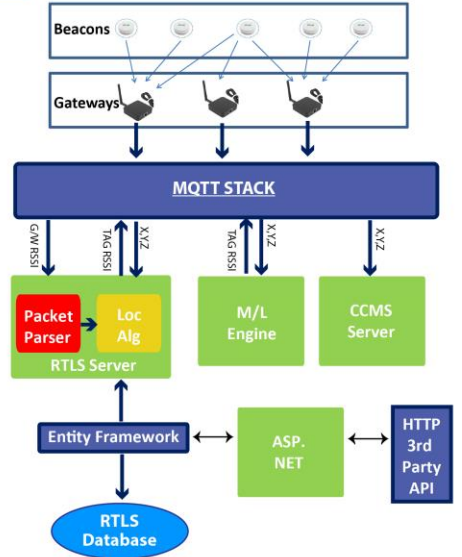 Beacons
Gateways
MQTT STACK
G/W RSSI
TAG RSSI
X,Y,Z
TAG RSSI
X,Y,Z
X,Y,Z
Packet
Parser
Loc
Alg
RTLS Server
M/L
Engine
CCMS
Server
Entity Framework
ASP.
NET
HTTP
3rd
Party
API
RTLS
Database